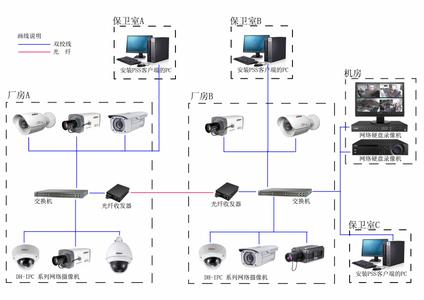 保卫室A
保卫室B
画线说明
双绞线
光 纤
安装PSS客户端的PC
安装PSS客户端的PC
机房
厂房A
厂房B
网络硬盘录像机
网络硬盘录像机
交换机
光纤收发器
光纤收发器
交换机
保卫室C
DH-IPC 系列网络摄像机
DH-IPC 系列网络摄像机
安装PSS客户端的PC